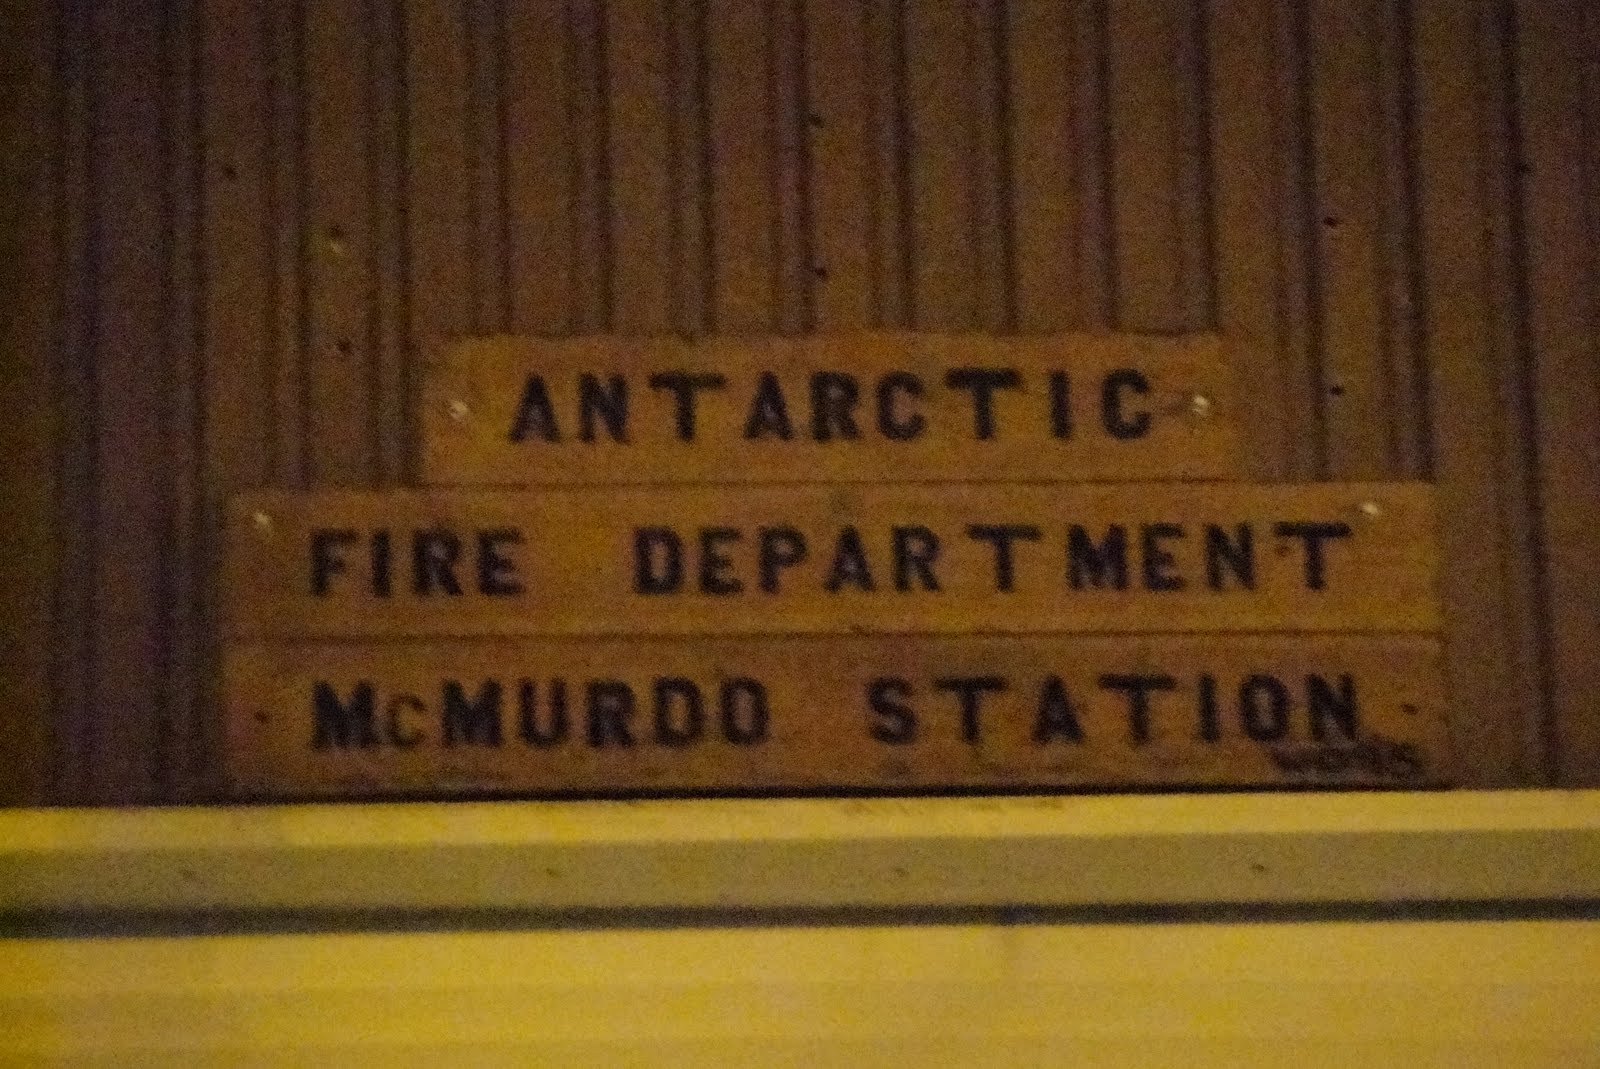 ANTARCTIC
FIRE DEPARTMENT
McMURDO STATION